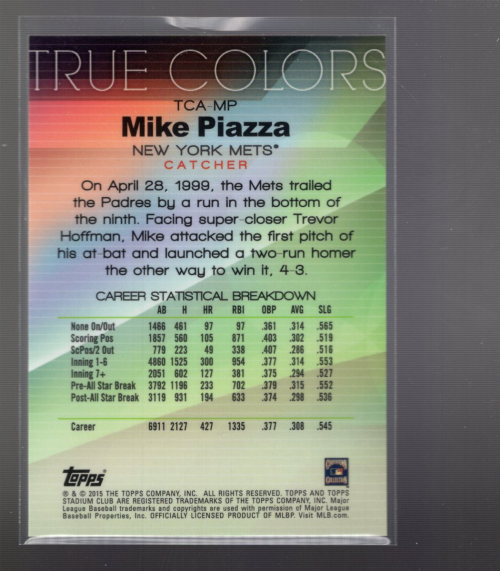 TRUE COLORS
TCA-MP
Mike Piazza
NEW YORK METS®
CATCHER
On April 28, 1999, the Mets trailed
the Padres by a run in the bottom of
the ninth. Facing super-closer Trevor
Hoffman, Mike attacked the first pitch of
his at-bat and launched a two-run homer
the other way to win it, 4-3.
CAREER STATISTICAL BREAKDOWN
AB H HR RBI OBP AVG SLG
None On/Out 1466 461 97 97 .361 .314 .565
Scoring Pos 1857 560 105 871 .403 .302 .519
ScPos/2 Out 779 223 49 338 .407 .286 .516
Inning 1-6 4860 1525 300 954 .377 .314 .553
Inning 7+ 2051 602 127 381 .375 .294 .527
Pre-All Star Break 3792 1196 233 702 .379 .315 .552
Post-All Star Break 3119 931 194 633 .374 .298 .536
Career 6911 2127 427 1335 .377 .308 .545
Topps®
® & © 2015 THE TOPPS COMPANY, INC. ALL RIGHTS RESERVED. TOPPS AND TOPPS
STADIUM CLUB ARE REGISTERED TRADEMARKS OF THE TOPPS COMPANY, INC. Major
League Baseball trademarks and copyrights are used with permission of Major League
Baseball Properties, Inc. OFFICIALLY LICENSED PRODUCT OF MLBP. Visit MLB.com.